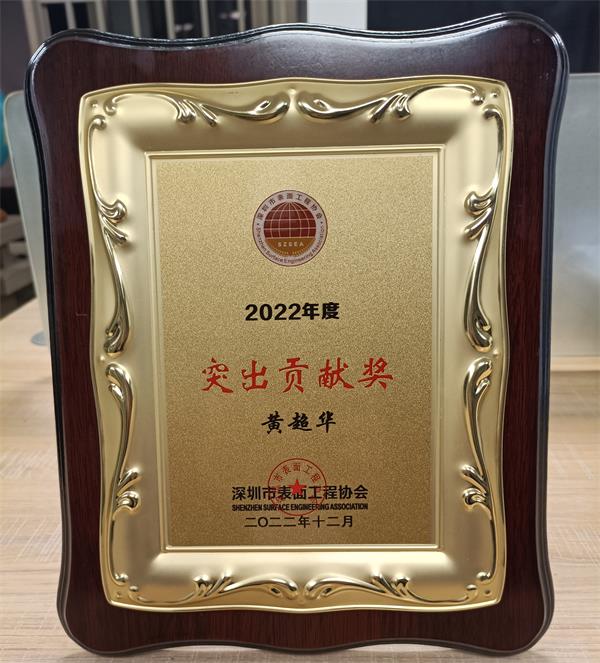 深圳市表面工程协会
SZSEA
Shenzhen Surface Engineering Association
2022年度
突出贡献奖
黄超华
深圳市表面工程协会
SHENZHEN SURFACE ENGINEERING ASSOCIATION
二〇二二年十二月